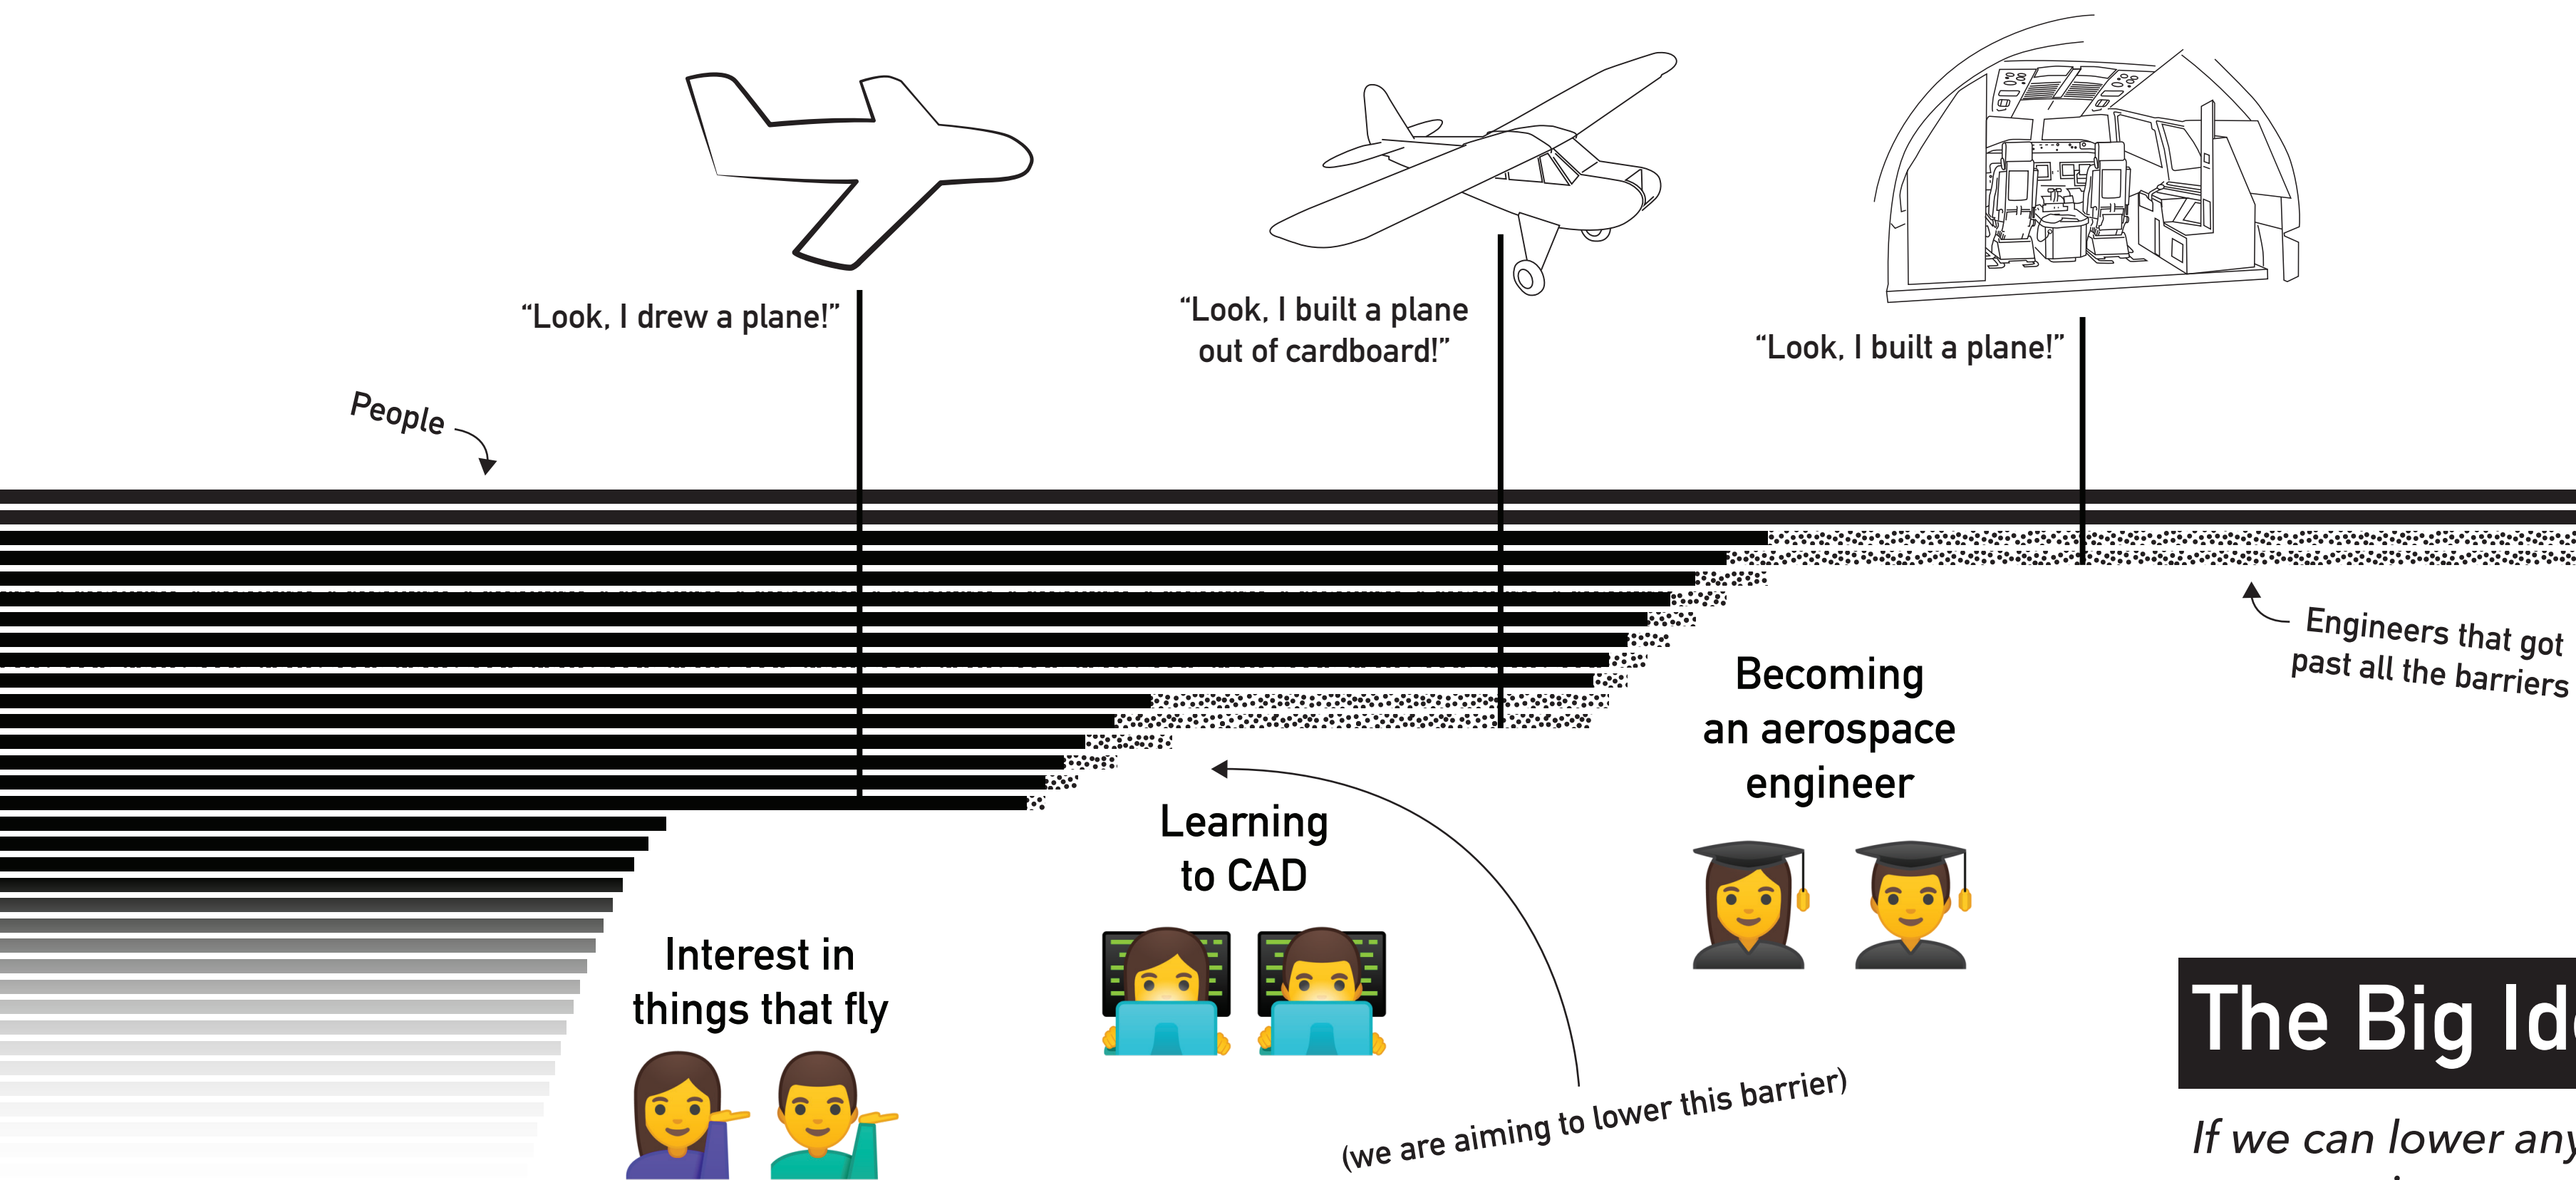 “Look, I drew a plane!”
“Look, I built a plane
out of cardboard!”
“Look, I built a plane!”
People
Engineers that got
past all the barriers
Becoming
an aerospace
engineer
Learning
to CAD
Interest in
things that fly
(we are aiming to lower this barrier)
The Big
If we can lower any